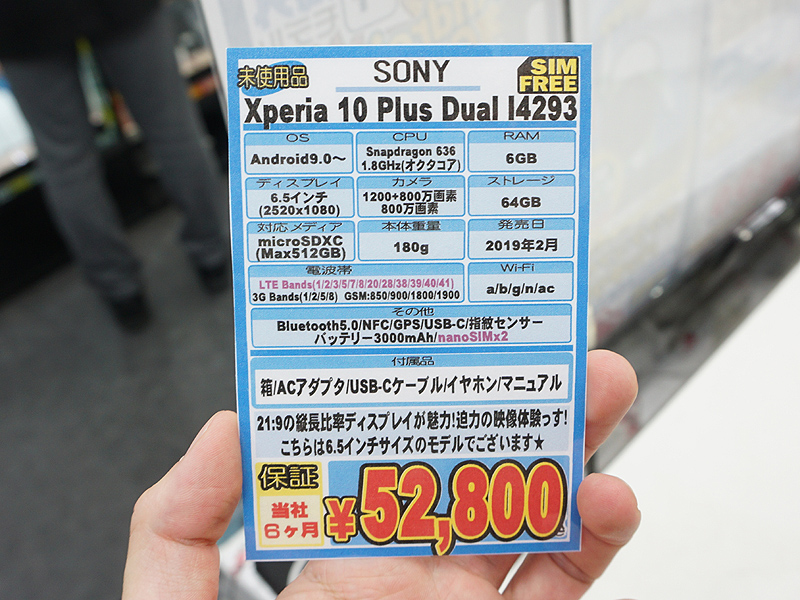 未使用品
SONY
SIM
FREE
Xperia 10 Plus Dual I4293
OS
CPU
RAM
Android9.0〜
Snapdragon 636
1.8GHz(オクタコア)
6GB
ディスプレイ
カメラ
ストレージ
6.5インチ
(2520x1080)
1200+800万画素
800万画素
64GB
対応メディア
本体重量
発売日
microSDXC
(Max512GB)
180g
2019年2月
電波帯
Wi-Fi
LTE Bands(1/2/3/5/7/8/20/28/38/39/40/41)
3G Bands(1/2/5/8) GSM:850/900/1800/1900
a/b/g/n/ac
その他
Bluetooth5.0/NFC/GPS/USB-C/指紋センサー
バッテリー3000mAh/nanoSIMx2
付属品
箱/ACアダプタ/USB-Cケーブル/イヤホン/マニュアル
21:9の縦長比率ディスプレイが魅力!迫力の映像体験っす!
こちらは6.5インチサイズのモデルでございます★
保証
当社
6ヶ月
¥52,800